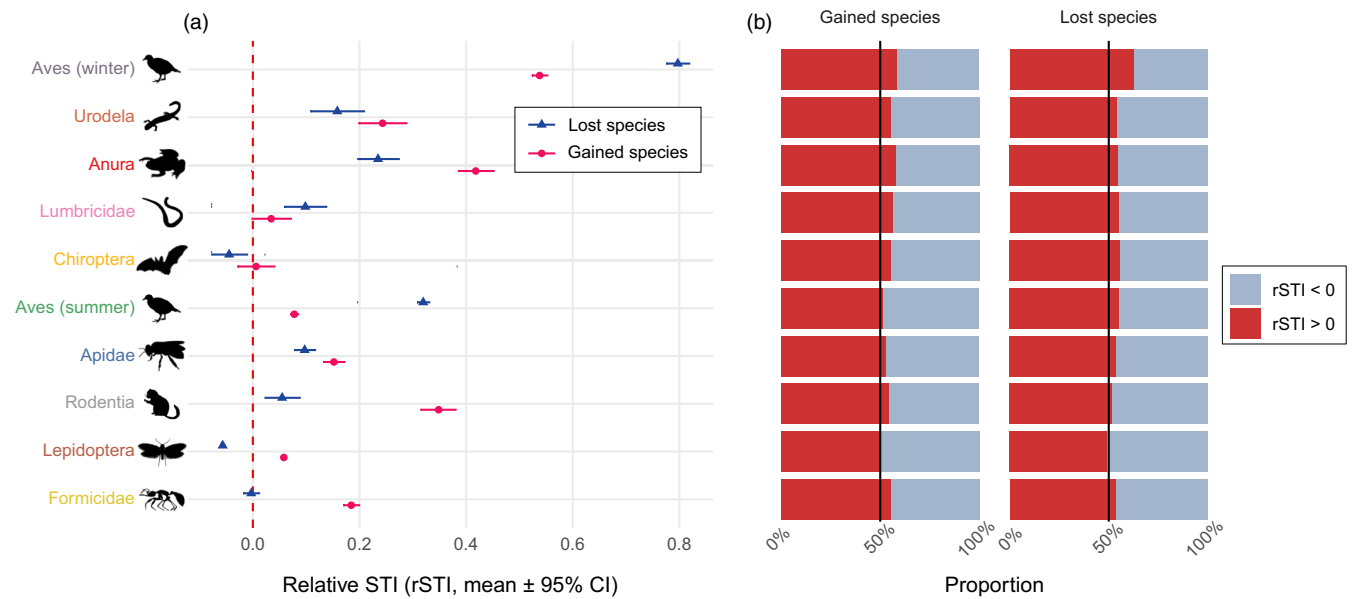 (a)
Aves (winter)
Urodela
Anura
Lumbricidae
Chiroptera
Aves (summer)
Apidae
Rodentia
Lepidoptera
Formicidae
Lost species
Gained species
0.0 0.2 0.4 0.6 0.8
Relative STI (rSTI, mean ± 95% CI)
(b)
Gained species Lost species
0% 50% 100% 0% 50% 100%
Proportion
rSTI < 0
rSTI > 0